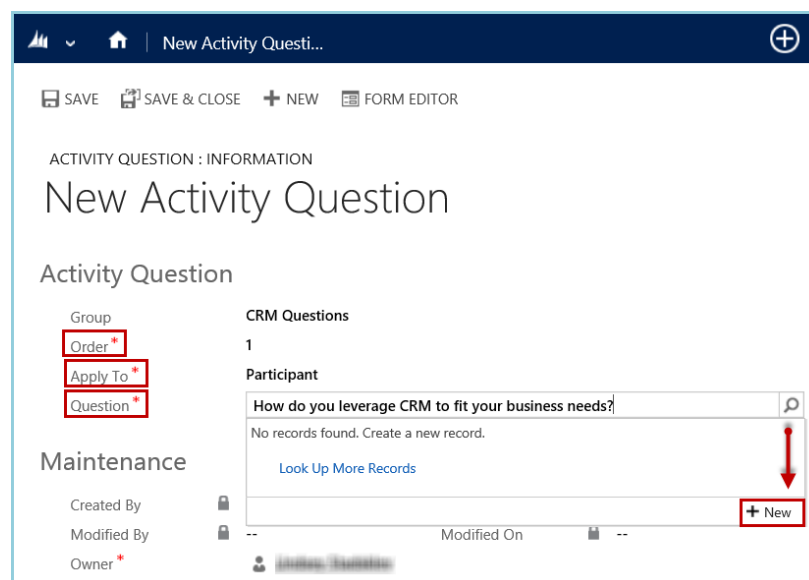 New Activity Questi...
SAVE SAVE & CLOSE NEW FORM EDITOR
ACTIVITY QUESTION : INFORMATION
New Activity Question
Activity Question
Group CRM Questions
Order * 1
Apply To * Participant
Question * How do you leverage CRM to fit your business needs?
No records found. Create a new record.
Look Up More Records
Maintenance
Created By
+ New
Modified By -- Modified On --
Owner *